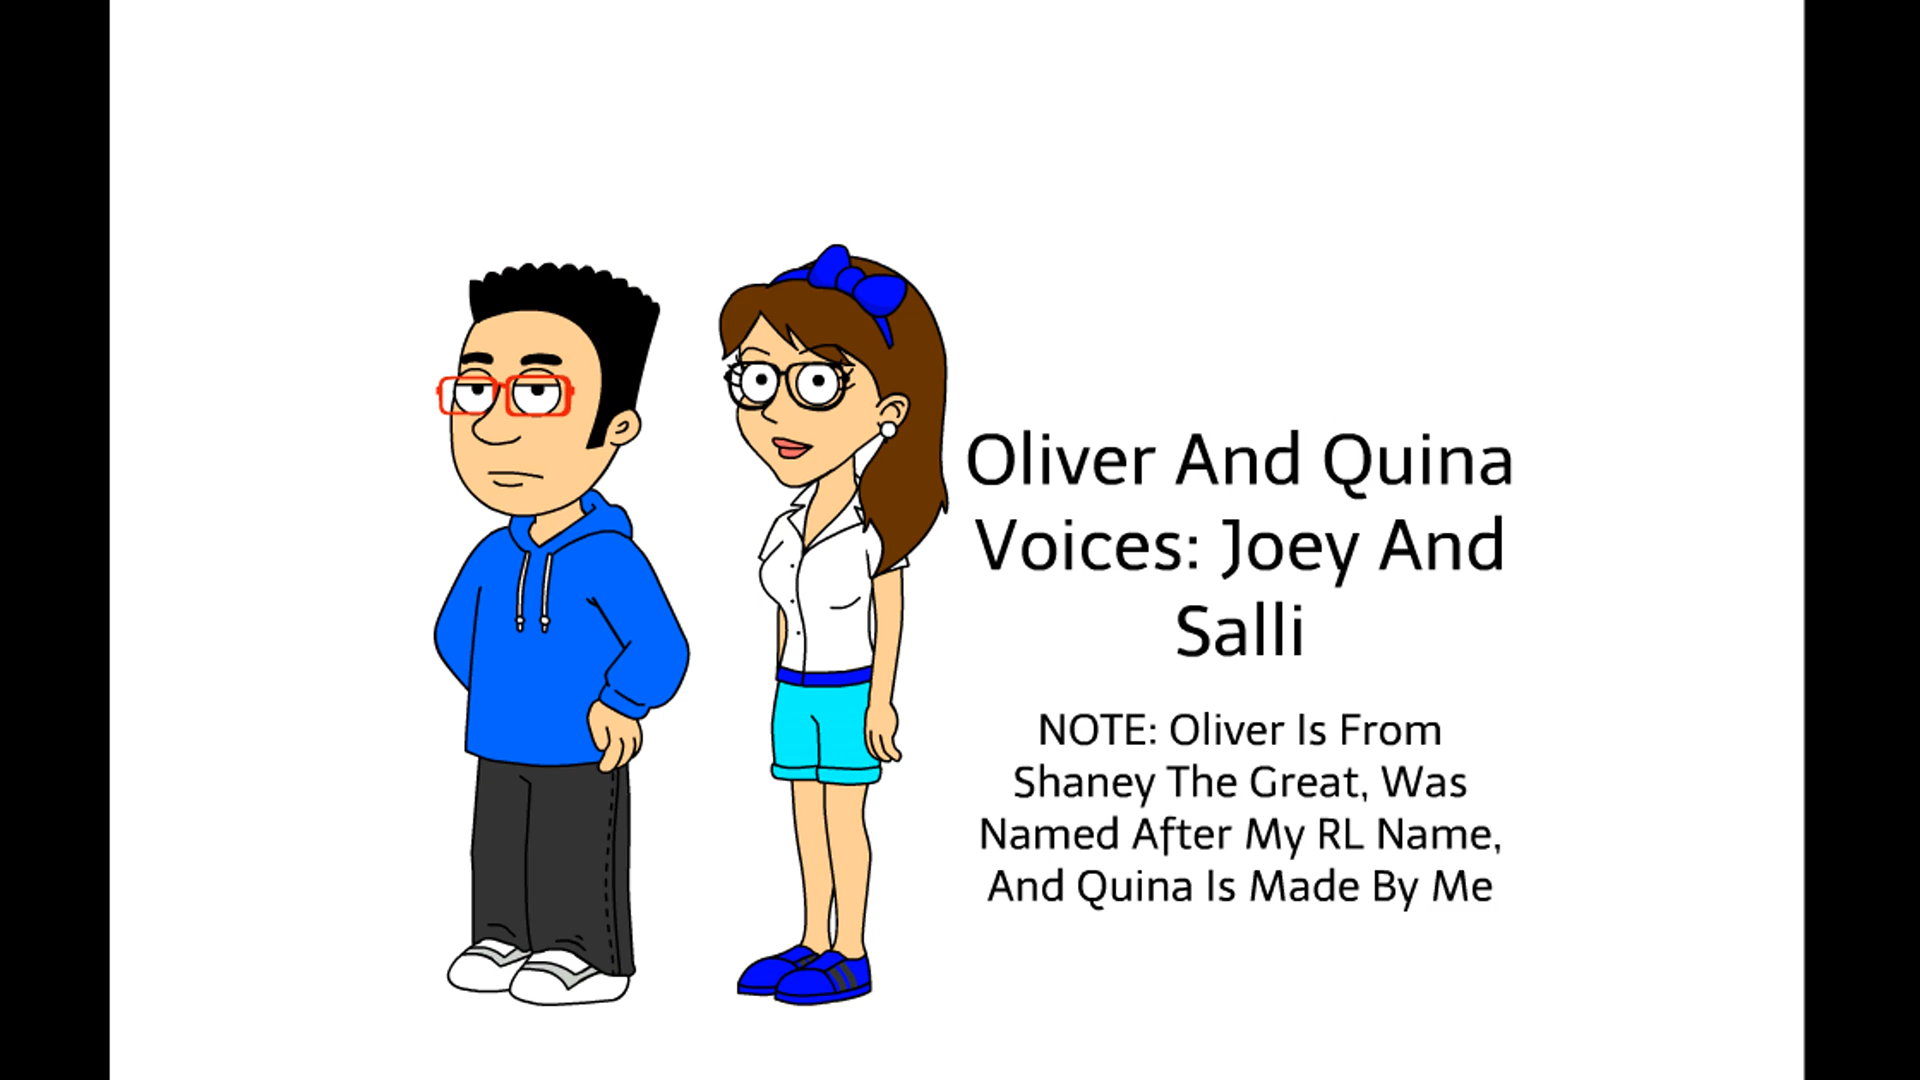 Oliver And Quina
Voices: Joey And
Salli
NOTE: Oliver Is From
Shaney The Great, Was
Named After My RL Name,
And Quina Is Made By Me